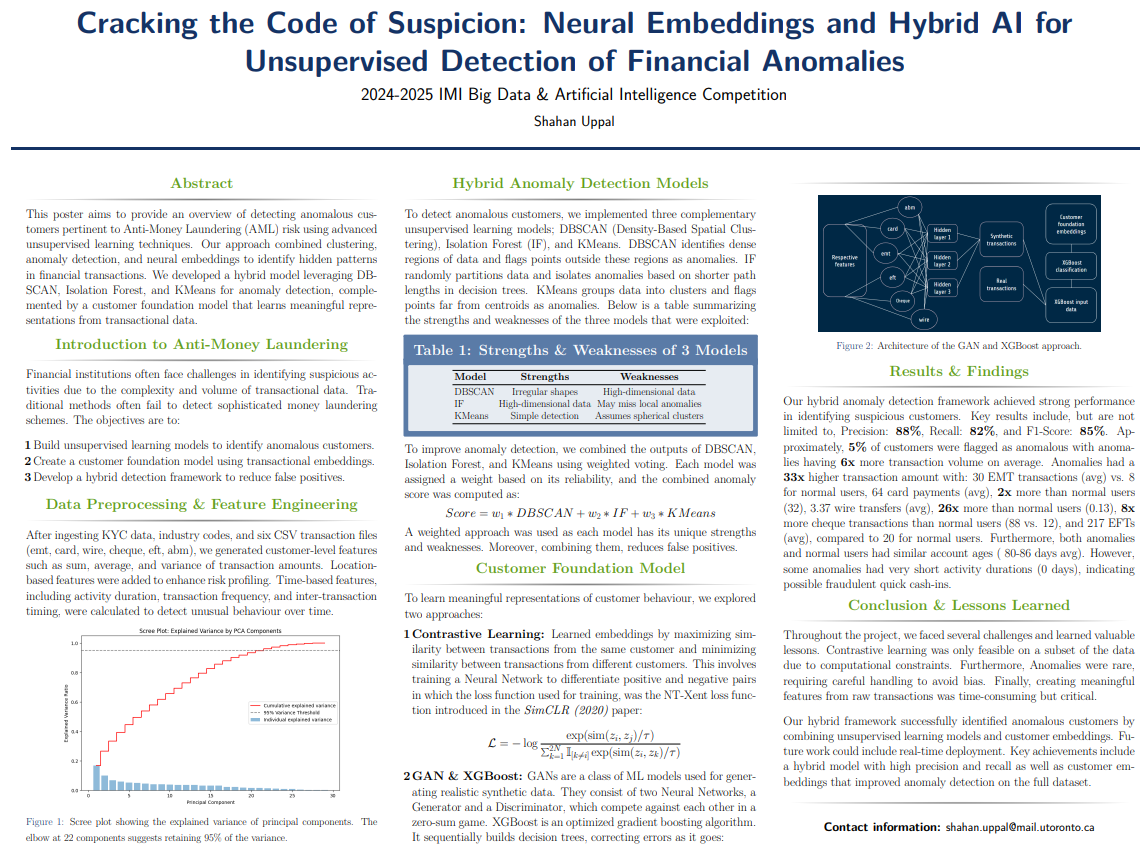 Cracking the Code of Suspicion: Neural Embeddings and Hybrid AI for
Unsupervised Detection of Financial Anomalies
2024-2025 IMI Big Data & Artificial Intelligence Competition
Shahan Uppal
Abstract
This poster aims to provide an overview of detecting anomalous cus-
tomers pertinent to Anti-Money Laundering (AML) risk using advanced
unsupervised learning techniques. Our approach combined clustering,
anomaly detection, and neural embeddings to identify hidden patterns
in financial transactions. We developed a hybrid model leveraging DB-
SCAN, Isolation Forest, and KMeans for anomaly detection, comple-
mented by a customer foundation model that learns meaningful repre-
sentations from transactional data.
Introduction to Anti-Money Laundering
Financial institutions often face challenges in identifying suspicious ac-
tivities due to the complexity and volume of transactional data. Tra-
ditional methods often fail to detect sophisticated money laundering
schemes. The objectives are to:
1 Build unsupervised learning models to identify anomalous customers.
2 Create a customer foundation model using transactional embeddings.
3 Develop a hybrid detection framework to reduce false positives.
Data Preprocessing & Feature Engineering
After ingesting KYC data, industry codes, and six CSV transaction files
(emt, card, wire, cheque, eft, abm), we generated customer-level features
such as sum, average, and variance of transaction amounts. Location-
based features were added to enhance risk profiling. Time-based features,
including activity duration, transaction frequency, and inter-transaction
timing, were calculated to detect unusual behaviour over time.
Scree Plot: Explained Variance by PCA Components
Explained Variance Ratio
1.0
0.8
0.6
0.4
0.2
0.0
Cumulative explained variance
95% Variance Threshold
Individual explained variance
0 5 10 15 20 25 30
Principal Component
Figure 1: Scree plot showing the explained variance of principal components. The
elbow at 22 components suggests retaining 95% of the variance.
Hybrid Anomaly Detection Models
To detect anomalous customers, we implemented three complementary
unsupervised learning models; DBSCAN (Density-Based Spatial Clus-
tering), Isolation Forest (IF), and KMeans. DBSCAN identifies dense
regions of data and flags points outside these regions as anomalies. IF
randomly partitions data and isolates anomalies based on shorter path
lengths in decision trees. KMeans groups data into clusters and flags
points far from centroids as anomalies. Below is a table summarizing
the strengths and weaknesses of the three models that were exploited:
Table 1: Strengths & Weaknesses of 3 Models
Model Strengths Weaknesses
DBSCAN Irregular shapes High-dimensional data
IF High-dimensional data May miss local anomalies
KMeans Simple detection Assumes spherical clusters
To improve anomaly detection, we combined the outputs of DBSCAN,
Isolation Forest, and KMeans using weighted voting. Each model was
assigned a weight based on its reliability, and the combined anomaly
score was computed as:
Score = w₁ * DBSCAN + w₂ * IF + w₃ * KMeans
A weighted approach was used as each model has its unique strengths
and weaknesses. Moreover, combining them, reduces false positives.
Customer Foundation Model
To learn meaningful representations of customer behaviour, we explored
two approaches:
1 Contrastive Learning: Learned embeddings by maximizing sim-
ilarity between transactions from the same customer and minimizing
similarity between transactions from different customers. This involves
training a Neural Network to differentiate positive and negative pairs
in which the loss function used for training, was the NT-Xent loss func-
tion introduced in the SimCLR (2020) paper:
ℒ = − log exp(sim(zᵢ, zⱼ)/τ) / ∑²ᴺₖ₌₁ 𝕀[k≠i] exp(sim(zᵢ, zₖ)/τ)
2 GAN & XGBoost: GANs are a class of ML models used for gener-
ating realistic synthetic data. They consist of two Neural Networks, a
Generator and a Discriminator, which compete against each other in a
zero-sum game. XGBoost is an optimized gradient boosting algorithm.
It sequentially builds decision trees, correcting errors as it goes:
Respective
features
abm
card
emt
eft
cheque
wire
Hidden
layer 1
Hidden
layer 2
Hidden
layer 3
Synthetic
transactions
Real
transactions
Customer
foundation
embeddings
XGBoost
classification
XGBoost input
data
Figure 2: Architecture of the GAN and XGBoost approach.
Results & Findings
Our hybrid anomaly detection framework achieved strong performance
in identifying suspicious customers. Key results include, but are not
limited to, Precision: 88%, Recall: 82%, and F1-Score: 85%. Ap-
proximately, 5% of customers were flagged as anomalous with anoma-
lies having 6x more transaction volume on average. Anomalies had a
33x higher transaction amount with: 30 EMT transactions (avg) vs. 8
for normal users, 64 card payments (avg), 2x more than normal users
(32), 3.37 wire transfers (avg), 26x more than normal users (0.13), 8x
more cheque transactions than normal users (88 vs. 12), and 217 EFTs
(avg), compared to 20 for normal users. Furthermore, both anomalies
and normal users had similar account ages ( 80-86 days avg). However,
some anomalies had very short activity durations (0 days), indicating
possible fraudulent quick cash-ins.
Conclusion & Lessons Learned
Throughout the project, we faced several challenges and learned valuable
lessons. Contrastive learning was only feasible on a subset of the data
due to computational constraints. Furthermore, Anomalies were rare,
requiring careful handling to avoid bias. Finally, creating meaningful
features from raw transactions was time-consuming but critical.
Our hybrid framework successfully identified anomalous customers by
combining unsupervised learning models and customer embeddings. Fu-
ture work could include real-time deployment. Key achievements include
a hybrid model with high precision and recall as well as customer em-
beddings that improved anomaly detection on the full dataset.
Contact information: shahan.uppal@mail.utoronto.ca